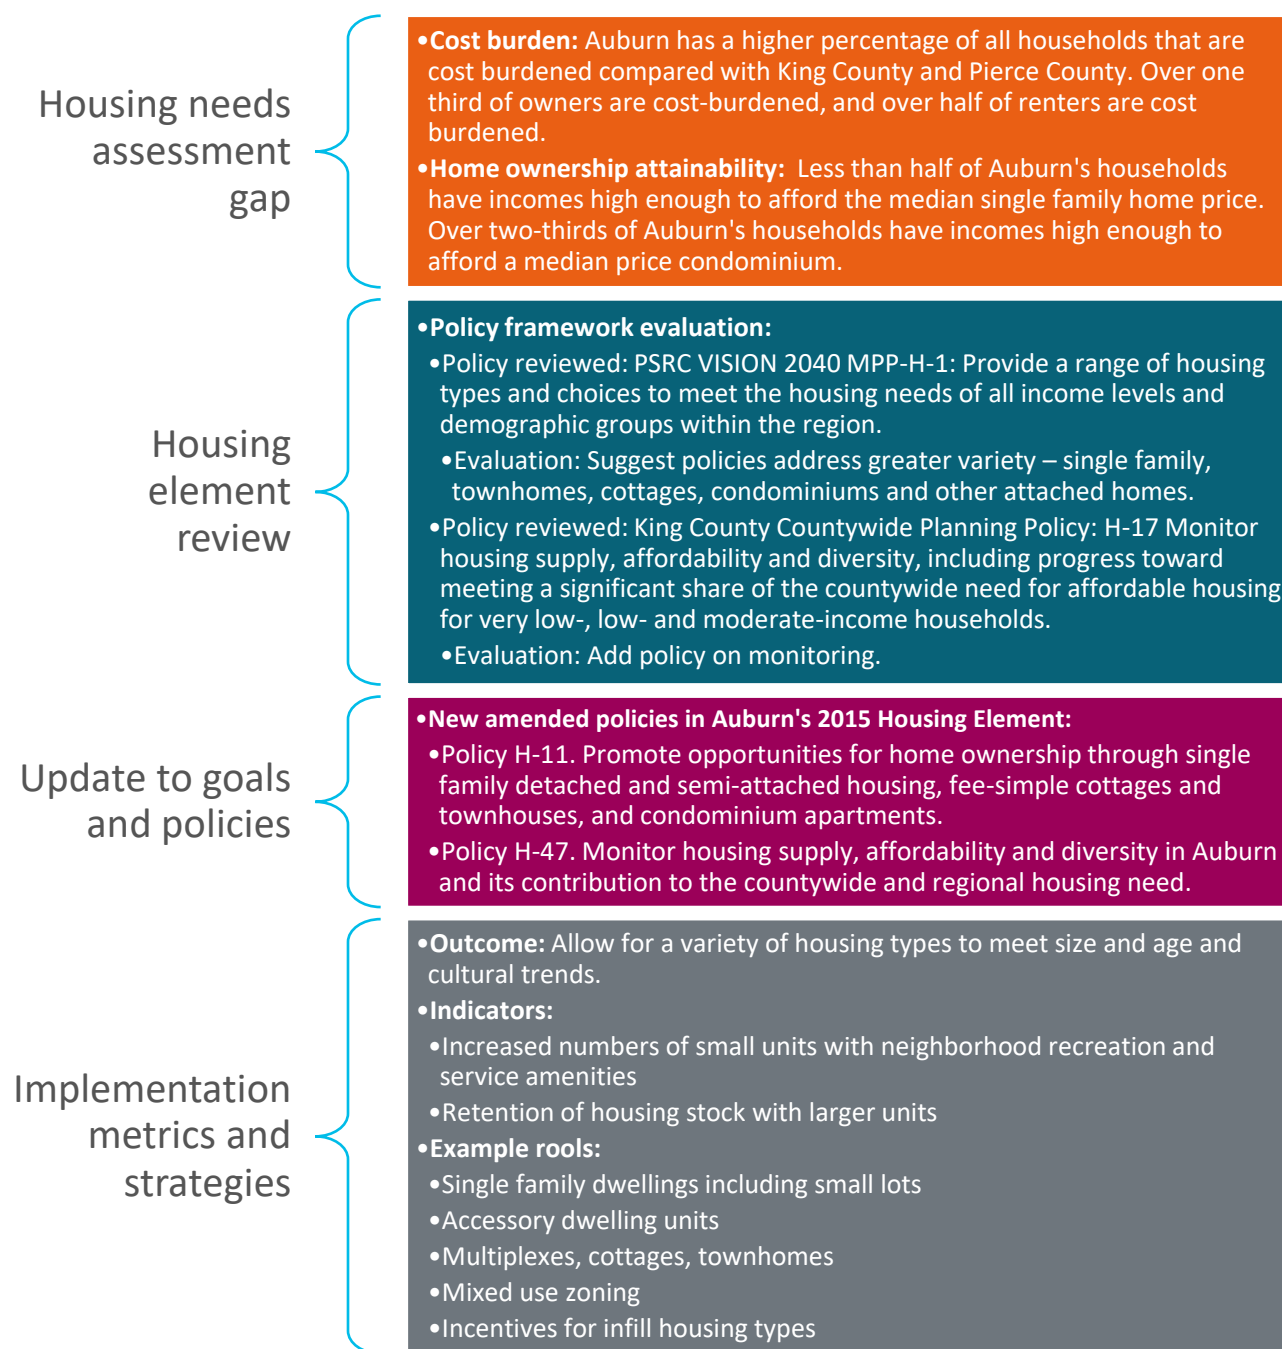 Housing needs
assessment
gap
•Cost burden: Auburn has a higher percentage of all households that are
cost burdened compared with King County and Pierce County. Over one
third of owners are cost-burdened, and over half of renters are cost
burdened.
•Home ownership attainability:  Less than half of Auburn's households
have incomes high enough to afford the median single family home price.
Over two-thirds of Auburn's households have incomes high enough to
afford a median price condominium.
Housing
element
review
•Policy framework evaluation:
•Policy reviewed: PSRC VISION 2040 MPP-H-1: Provide a range of housing
types and choices to meet the housing needs of all income levels and
demographic groups within the region.
•Evaluation: Suggest policies address greater variety – single family,
townhomes, cottages, condominiums and other attached homes.
•Policy reviewed: King County Countywide Planning Policy: H-17 Monitor
housing supply, affordability and diversity, including progress toward
meeting a significant share of the countywide need for affordable housing
for very low-, low- and moderate-income households.
•Evaluation: Add policy on monitoring.
Update to goals
and policies
•New amended policies in Auburn's 2015 Housing Element:
•Policy H-11. Promote opportunities for home ownership through single
family detached and semi-attached housing, fee-simple cottages and
townhouses, and condominium apartments.
•Policy H-47. Monitor housing supply, affordability and diversity in Auburn
and its contribution to the countywide and regional housing need.
Implementation
metrics and
strategies
•Outcome: Allow for a variety of housing types to meet size and age and
cultural trends.
•Indicators:
•Increased numbers of small units with neighborhood recreation and
service amenities
•Retention of housing stock with larger units
•Example rools:
•Single family dwellings including small lots
•Accessory dwelling units
•Multiplexes, cottages, townhomes
•Mixed use zoning
•Incentives for infill housing types